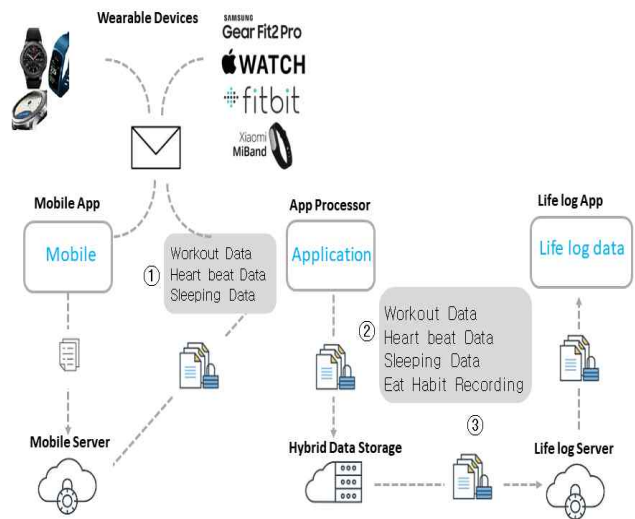 Wearable Devices
SAMSUNG
Gear Fit2 Pro
WATCH
fitbit
Xiaomi
MiBand
Mobile App
Mobile
①
Workout Data
Heart beat Data
Sleeping Data
App Processor
Application
Life log App
Life log data
②
Workout Data
Heart beat Data
Sleeping Data
Eat Habit Recording
③
Mobile Server
Hybrid Data Storage
Life log Server